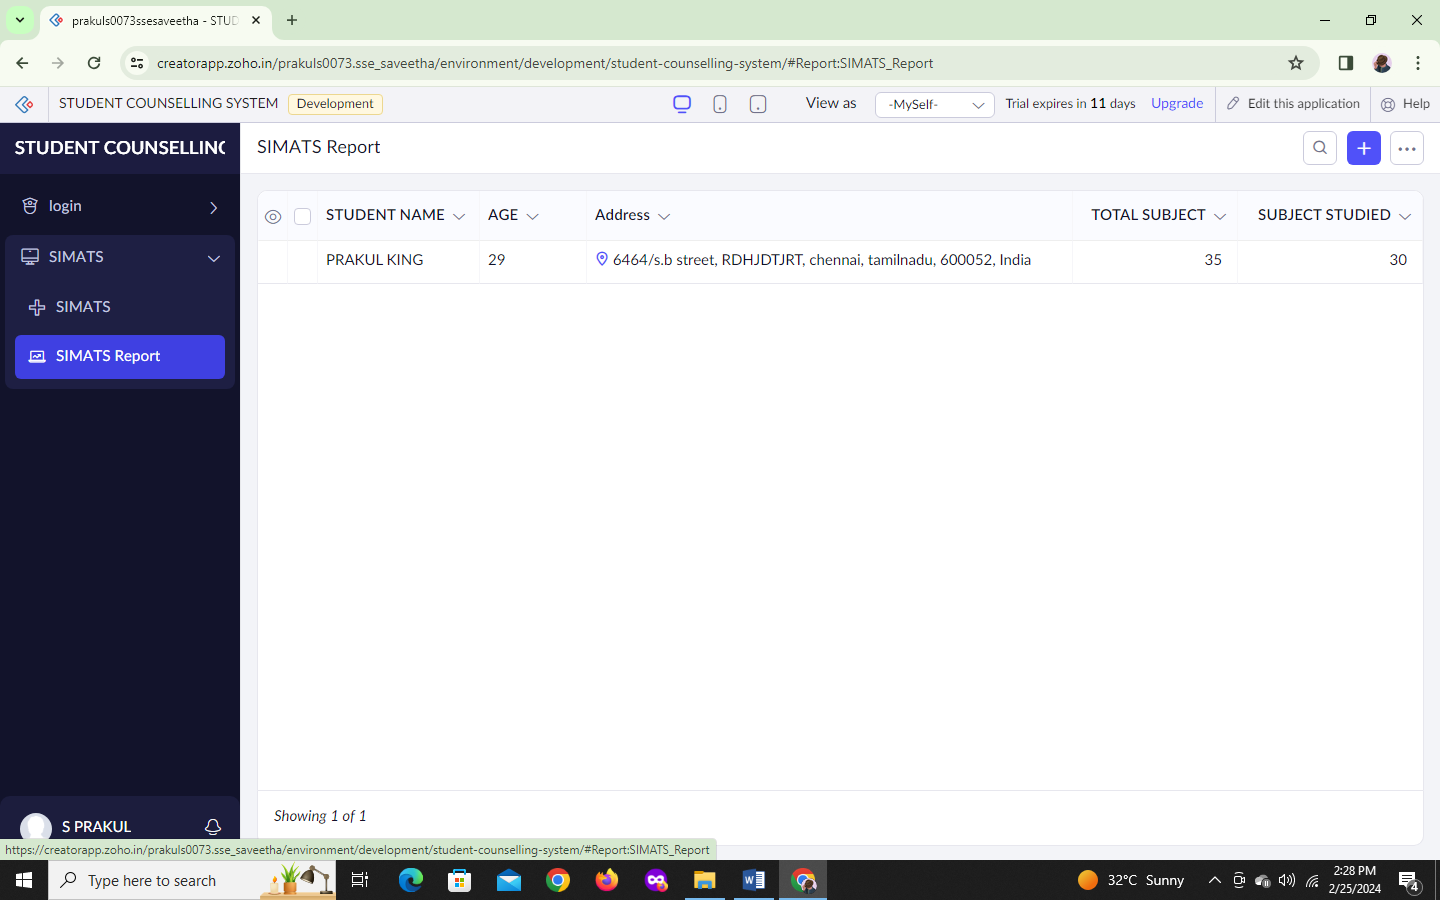 prakuls0073ssesaveetha - STUD
creatorapp.zoho.in/prakuls0073.sse_saveetha/environment/development/student-counselling-system/#Report:SIMATS_Report
STUDENT COUNSELLING SYSTEM Development View as -MySelf- Trial expires in 11 days Upgrade Edit this application Help
STUDENT COUNSELLING
SIMATS Report
login
SIMATS
SIMATS
SIMATS Report
STUDENT NAME AGE Address TOTAL SUBJECT SUBJECT STUDIED
PRAKUL KING 29 6464/s.b street, RDHJDTJRT, chennai, tamilnadu, 600052, India 35 30
Showing 1 of 1
S PRAKUL
https://creatorapp.zoho.in/prakuls0073.sse_saveetha/environment/development/student-counselling-system/#Report:SIMATS_Report
Type here to search
32°C Sunny
2:28 PM
2/25/2024
4